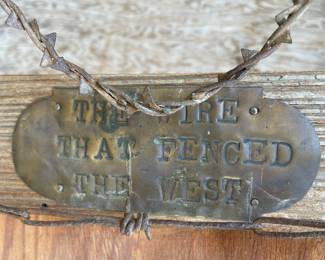 THE WIRE
THAT FENCED
THE WEST